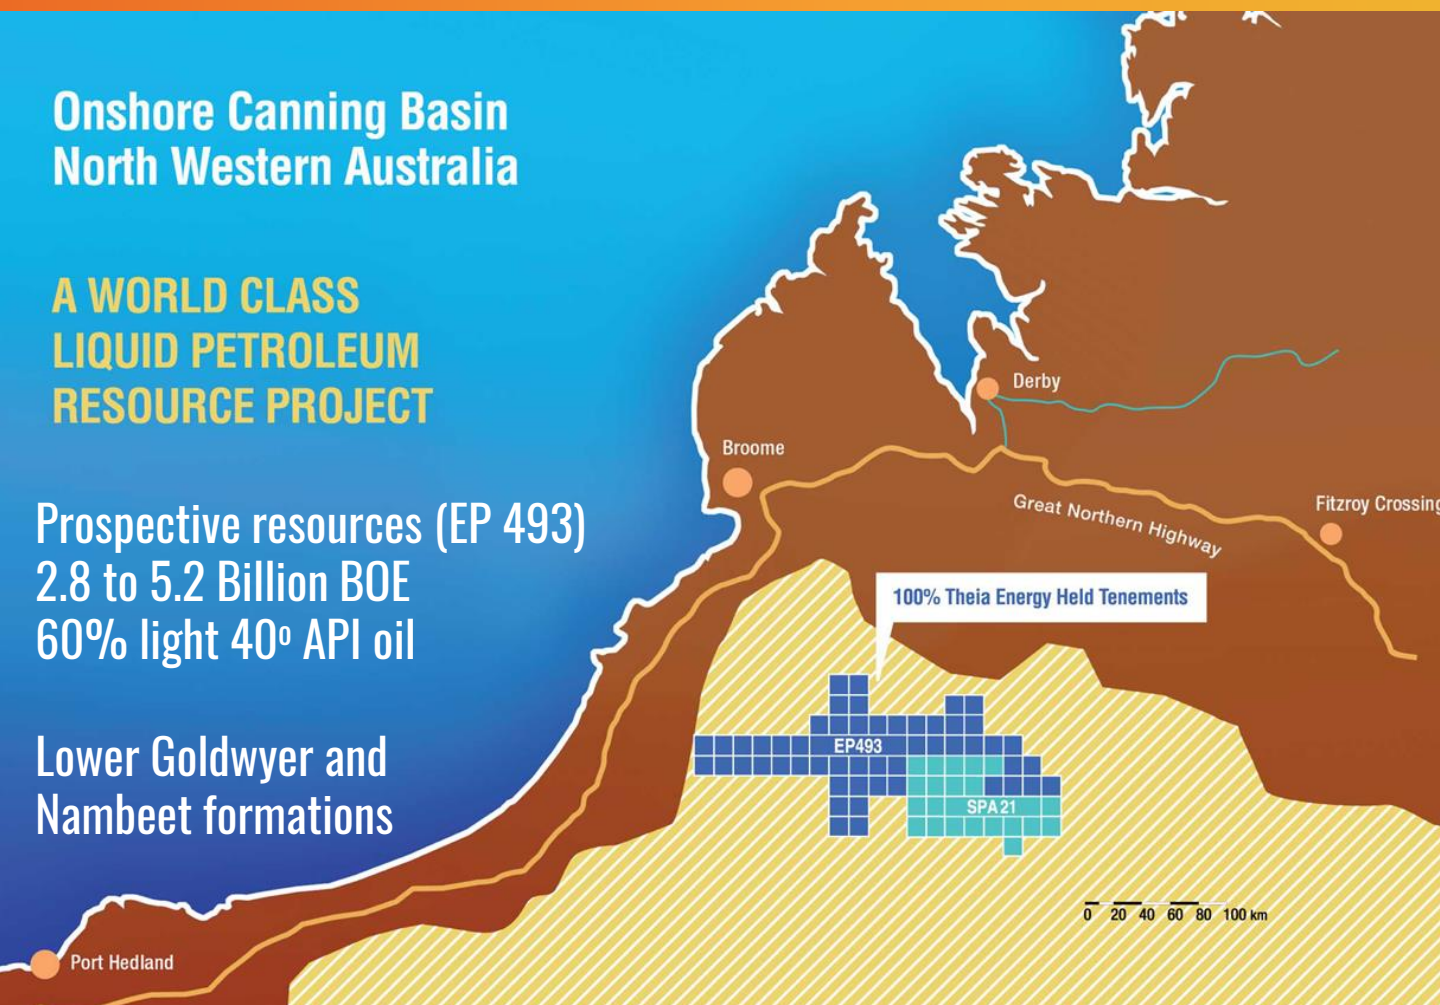 Onshore Canning Basin
North Western Australia
A WORLD CLASS
LIQUID PETROLEUM
RESOURCE PROJECT
Prospective resources (EP 493)
2.8 to 5.2 Billion BOE
60% light 40º API oil
Lower Goldwyer and
Nambeet formations
Derby
Broome
Great Northern Highway
Fitzroy Crossing
100% Theia Energy Held Tenements
EP493
SPA 21
0 20 40 60 80 100 km
Port Hedland